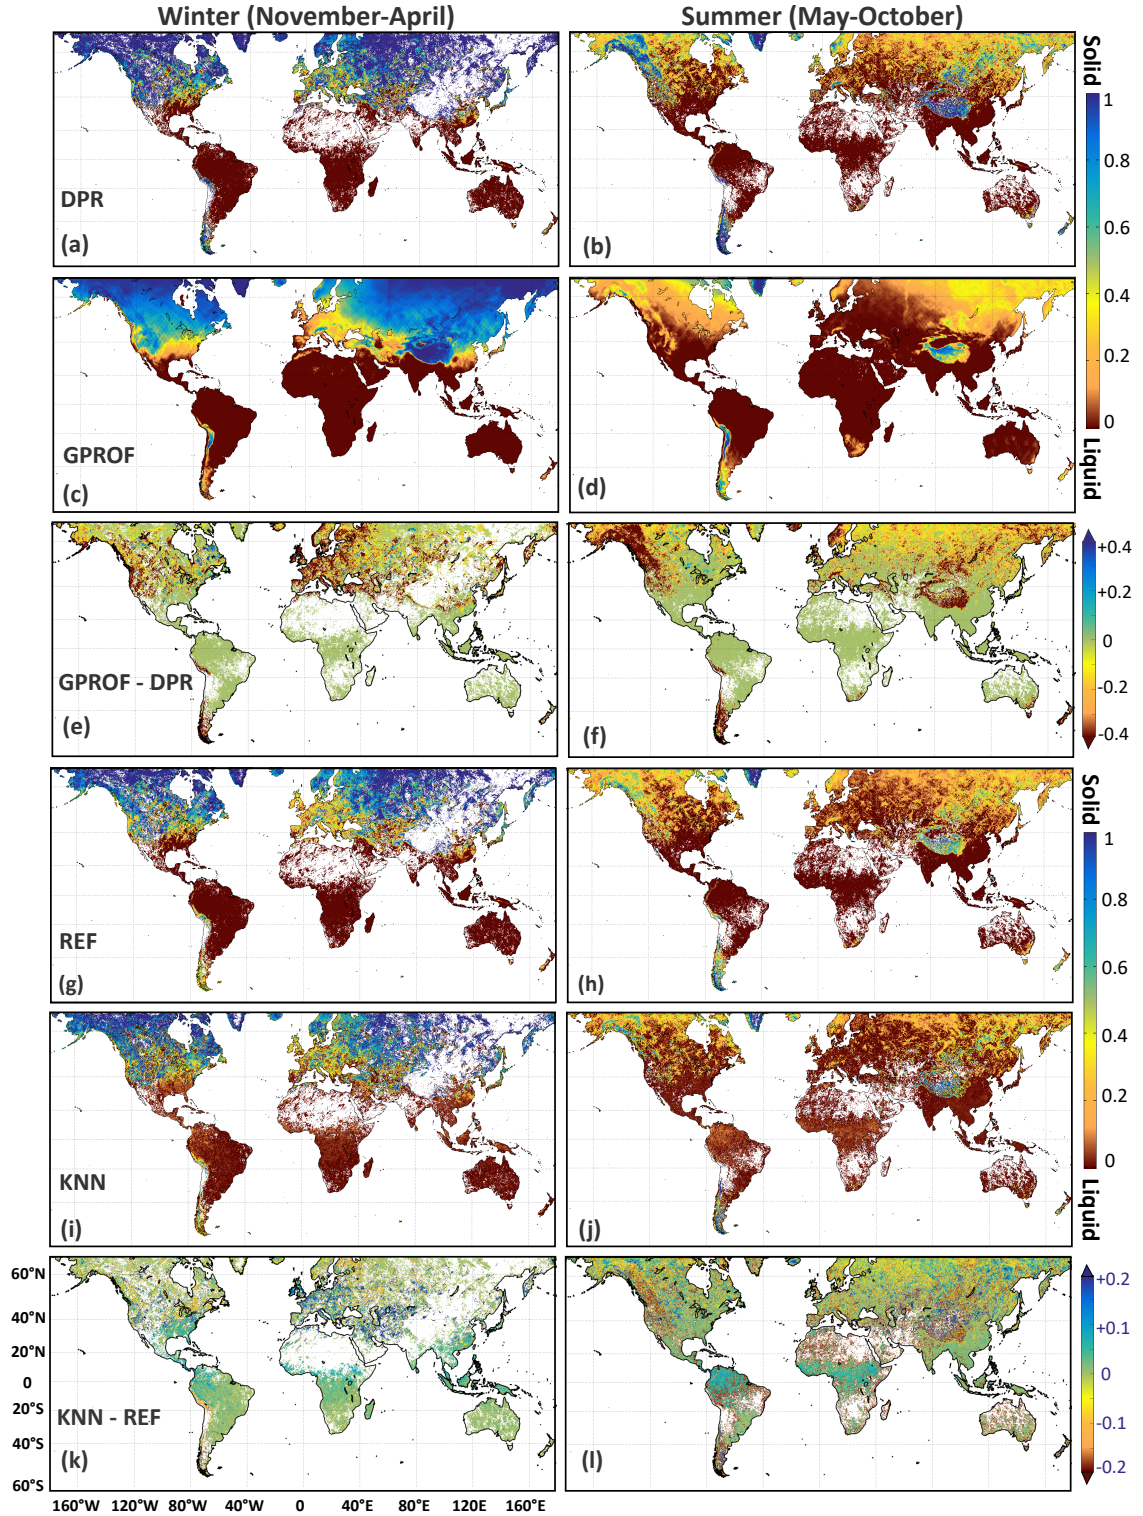 Winter (November-April)
Summer (May-October)
DPR
(a)
(b)
Solid
1
0.8
0.6
0.4
0.2
0
Liquid
GPROF
(c)
(d)
GPROF - DPR
(e)
(f)
+0.4
+0.2
0
-0.2
-0.4
REF
(g)
(h)
Solid
1
0.8
0.6
0.4
0.2
0
Liquid
KNN
(i)
(j)
60°N
40°N
20°N
0
20°S
40°S
60°S
KNN - REF
(k)
(l)
+0.2
+0.1
0
-0.1
-0.2
160°W 120°W 80°W 40°W 0 40°E 80°E 120E 160°E